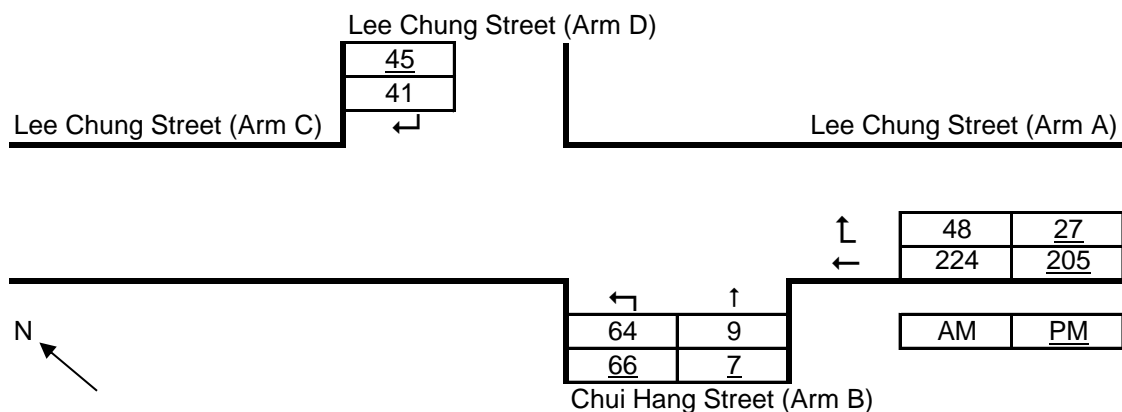 Lee Chung Street (Arm D)
45
41
Lee Chung Street (Arm C)
Lee Chung Street (Arm A)
48 27
224 205
64 9
66 7
N
AM PM
Chui Hang Street (Arm B)